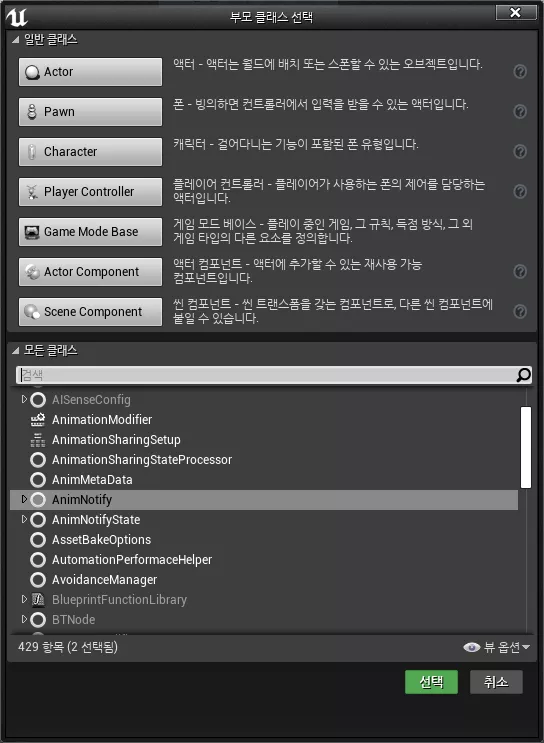 부모 클래스 선택
일반 클래스
Actor
액터 - 액터는 월드에 배치 또는 스폰할 수 있는 오브젝트입니다.
Pawn
폰 - 빙의하면 컨트롤러에서 입력을 받을 수 있는 액터입니다.
Character
캐릭터 - 걸어다니는 기능이 포함된 폰 유형입니다.
Player Controller
플레이어 컨트롤러 - 플레이어가 사용하는 폰의 제어를 담당하는
액터입니다.
Game Mode Base
게임 모드 베이스 - 플레이 중인 게임, 그 규칙, 득점 방식, 그 외
게임 타입의 다른 요소를 정의합니다.
Actor Component
액터 컴포넌트 - 액터에 추가할 수 있는 재사용 가능
컴포넌트입니다.
Scene Component
씬 컴포넌트 - 씬 트랜스폼을 갖는 컴포넌트로, 다른 씬 컴포넌트에
붙일 수 있습니다.
모든 클래스
검색
AISenseConfig
AnimationModifier
AnimationSharingSetup
AnimationSharingStateProcessor
AnimMetaData
AnimNotify
AnimNotifyState
AssetBakeOptions
AutomationPerformaceHelper
AvoidanceManager
BlueprintFunctionLibrary
BTNode
429 항목 (2 선택됨)
뷰 옵션
선택
취소